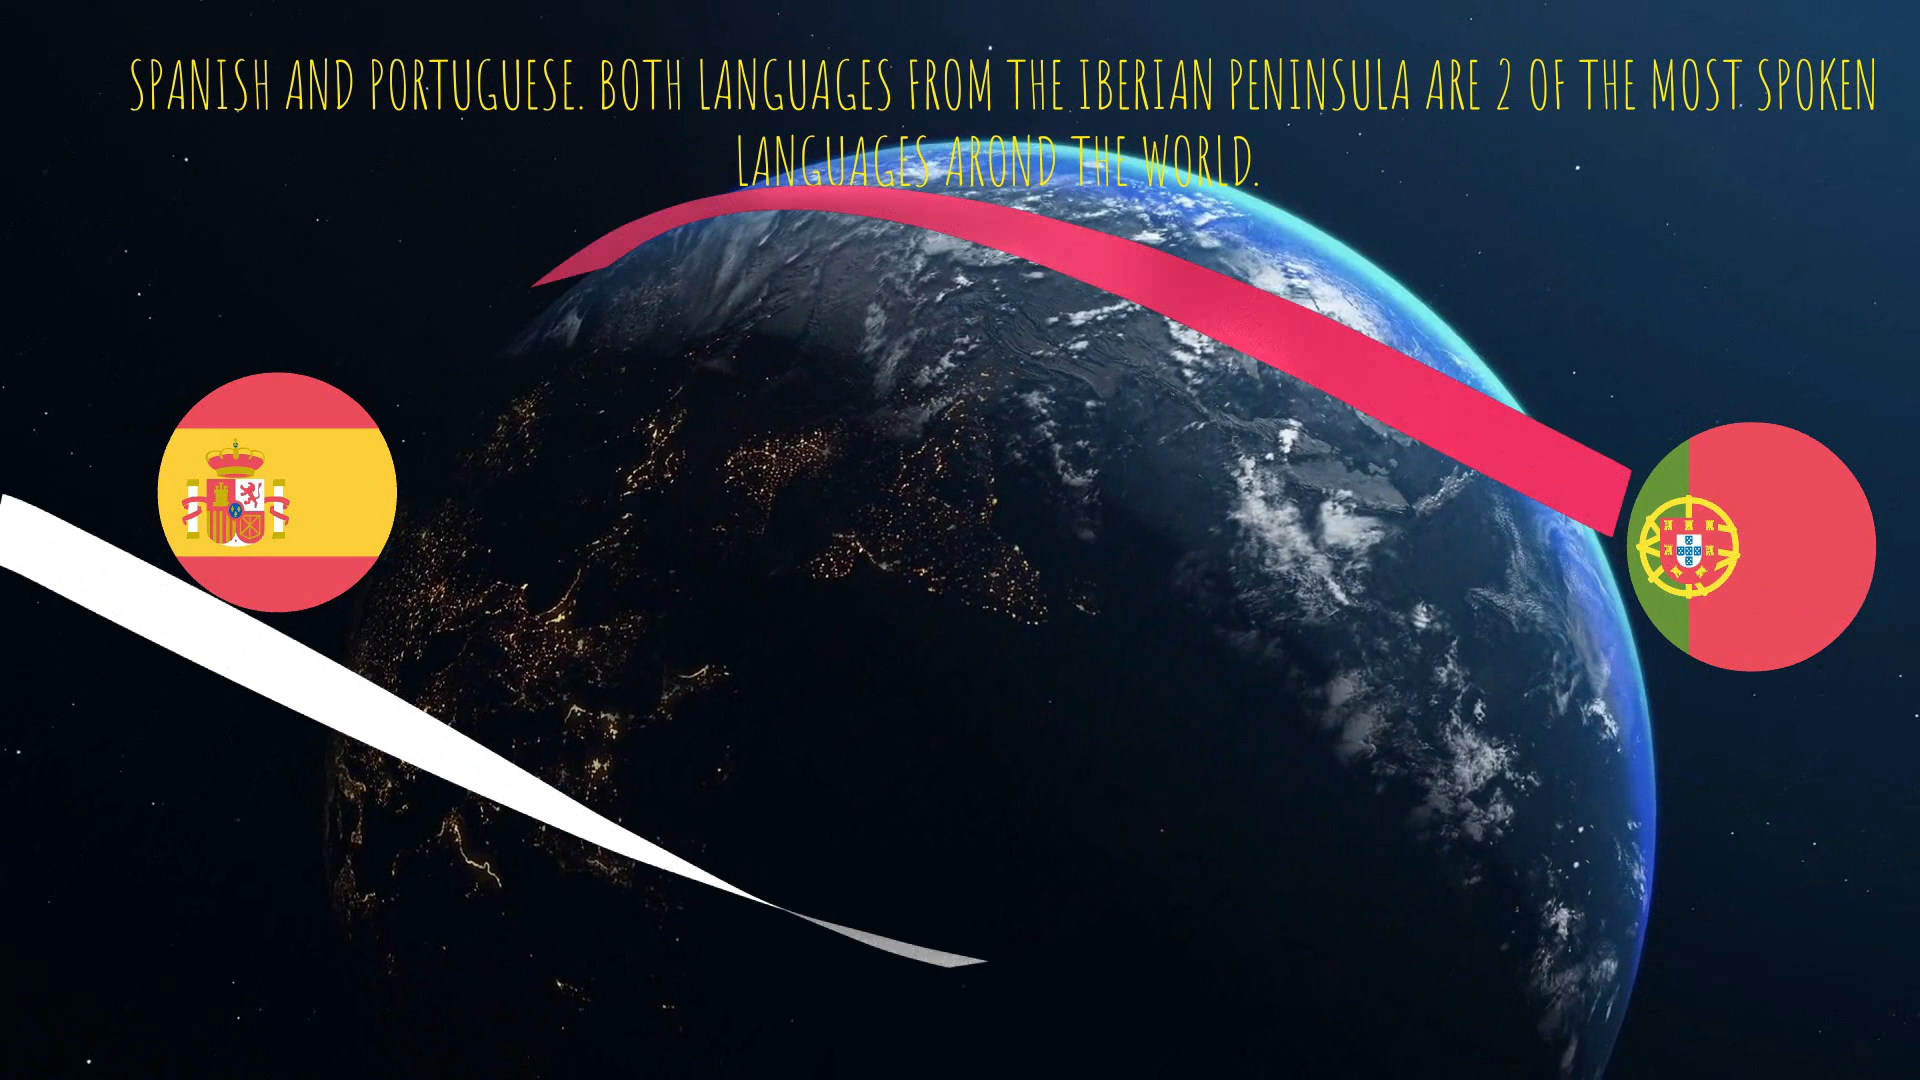 SPANISH AND PORTUGUESE. BOTH LANGUAGES FROM THE IBERIAN PENINSULA ARE 2 OF THE MOST SPOKEN
LANGUAGES AROND THE WORLD.